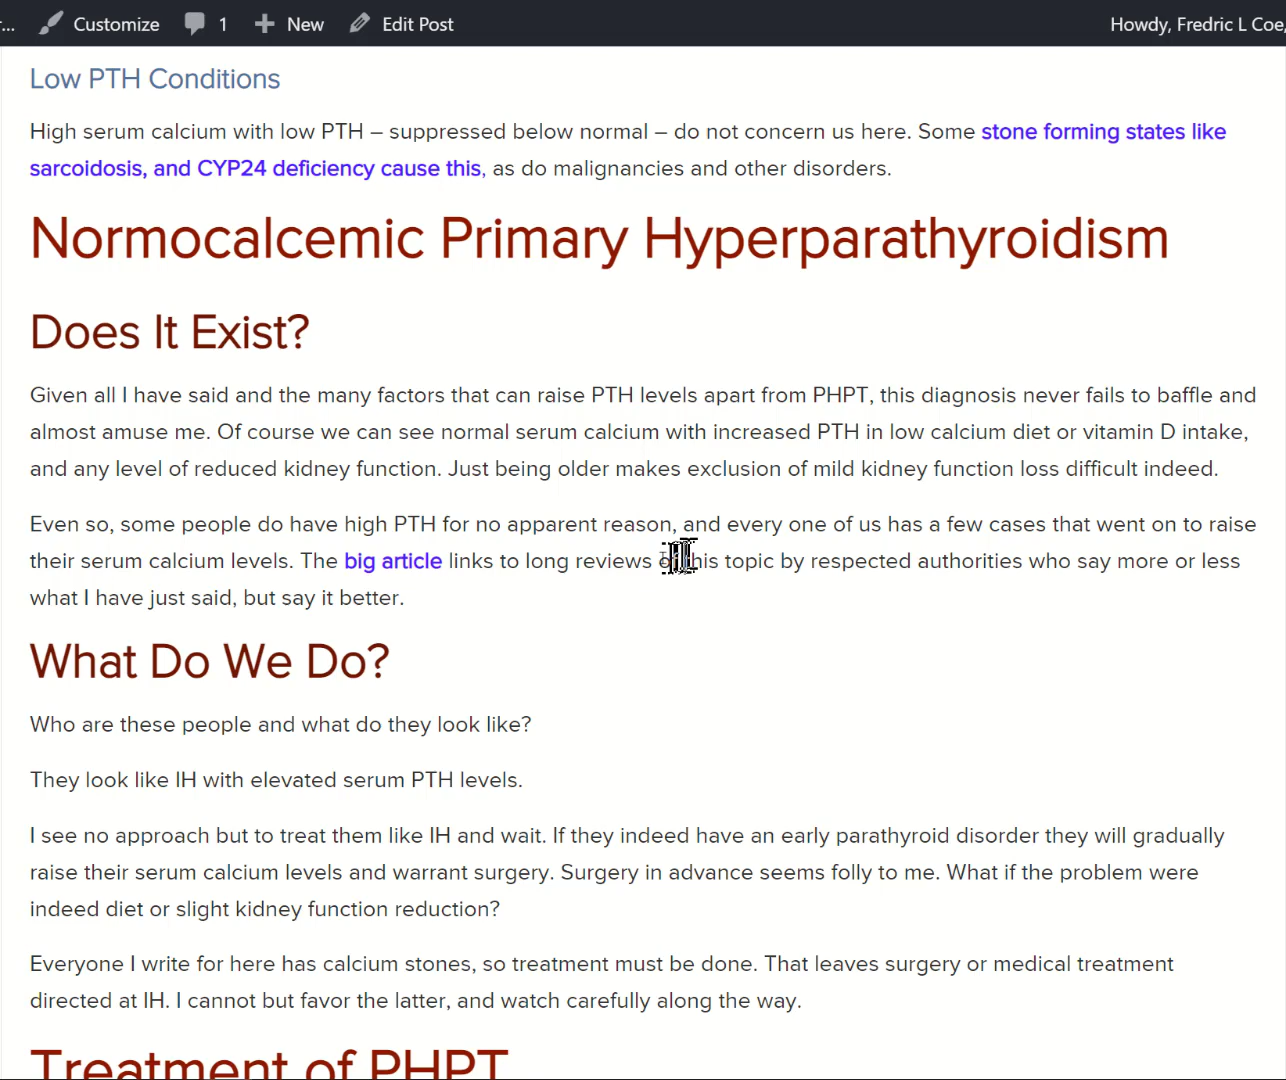 r... Customize 1 New Edit Post Howdy, Fredric L Coe,
Low PTH Conditions
High serum calcium with low PTH – suppressed below normal – do not concern us here. Some stone forming states like
sarcoidosis, and CYP24 deficiency cause this, as do malignancies and other disorders.
Normocalcemic Primary Hyperparathyroidism
Does It Exist?
Given all I have said and the many factors that can raise PTH levels apart from PHPT, this diagnosis never fails to baffle and
almost amuse me. Of course we can see normal serum calcium with increased PTH in low calcium diet or vitamin D intake,
and any level of reduced kidney function. Just being older makes exclusion of mild kidney function loss difficult indeed.
Even so, some people do have high PTH for no apparent reason, and every one of us has a few cases that went on to raise
their serum calcium levels. The big article links to long reviews of this topic by respected authorities who say more or less
what I have just said, but say it better.
What Do We Do?
Who are these people and what do they look like?
They look like IH with elevated serum PTH levels.
I see no approach but to treat them like IH and wait. If they indeed have an early parathyroid disorder they will gradually
raise their serum calcium levels and warrant surgery. Surgery in advance seems folly to me. What if the problem were
indeed diet or slight kidney function reduction?
Everyone I write for here has calcium stones, so treatment must be done. That leaves surgery or medical treatment
directed at IH. I cannot but favor the latter, and watch carefully along the way.
Treatment of PHPT